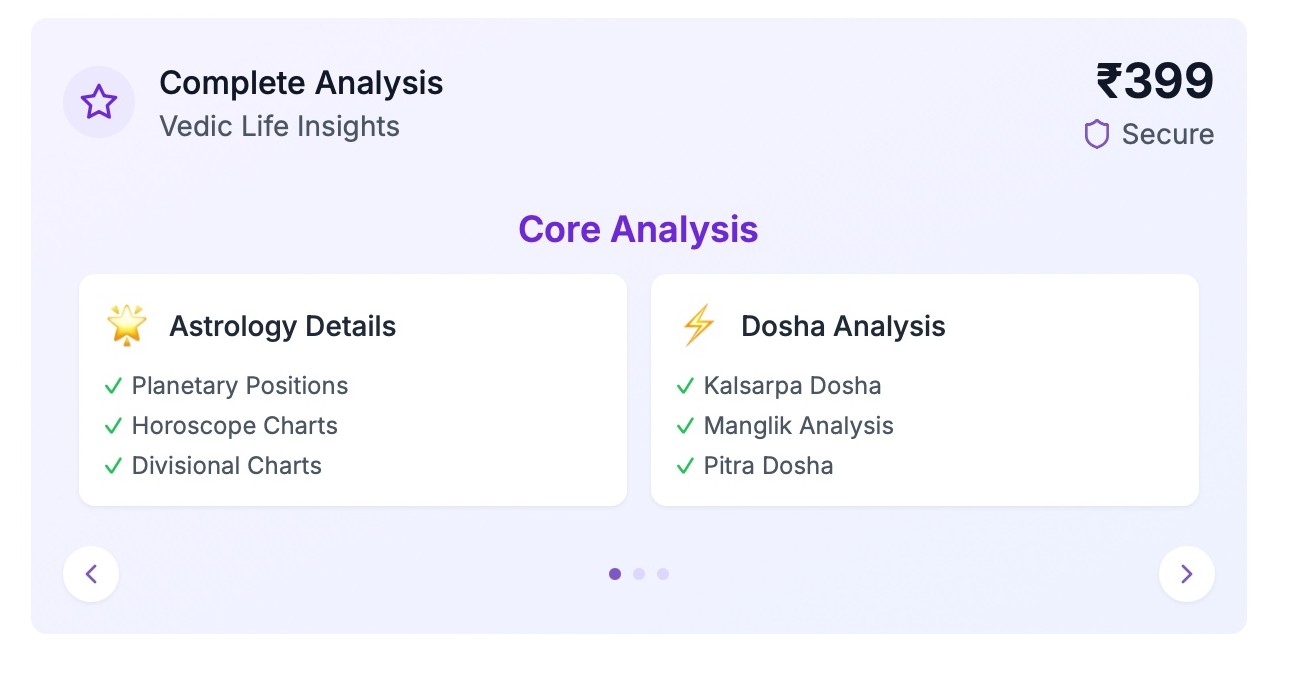 Complete Analysis
Vedic Life Insights
₹399
Secure
Core Analysis
Astrology Details
Planetary Positions
Horoscope Charts
Divisional Charts
Dosha Analysis
Kalsarpa Dosha
Manglik Analysis
Pitra Dosha